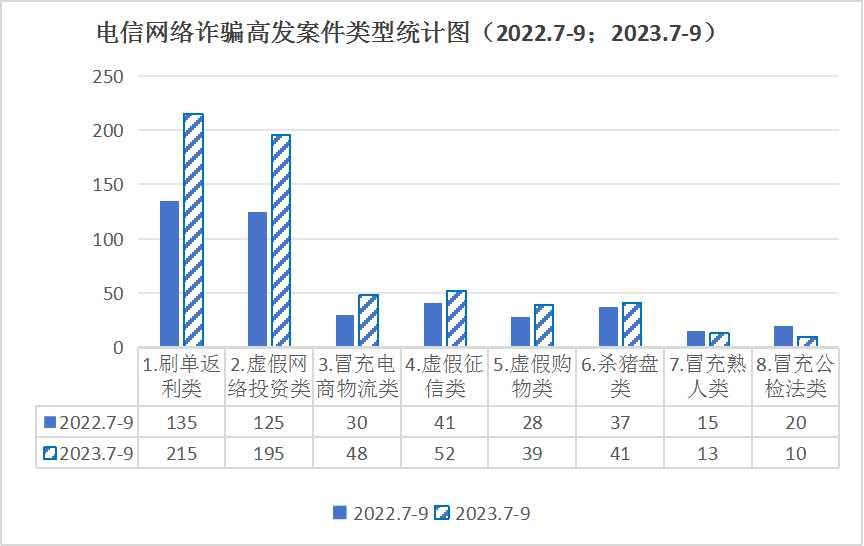 电信网络诈骗高发案件类型统计图（2022.7-9；2023.7-9）
250
200
150
100
50
0
1.刷单返 2.虚假网 3.冒充电 4.虚假征 5.虚假购 6.杀猪盘 7.冒充熟 8.冒充公
利类 络投资类 商物流类 信类 物类 类 人类 检法类
2022.7-9 135 125 30 41 28 37 15 20
2023.7-9 215 195 48 52 39 41 13 10
2022.7-9 2023.7-9